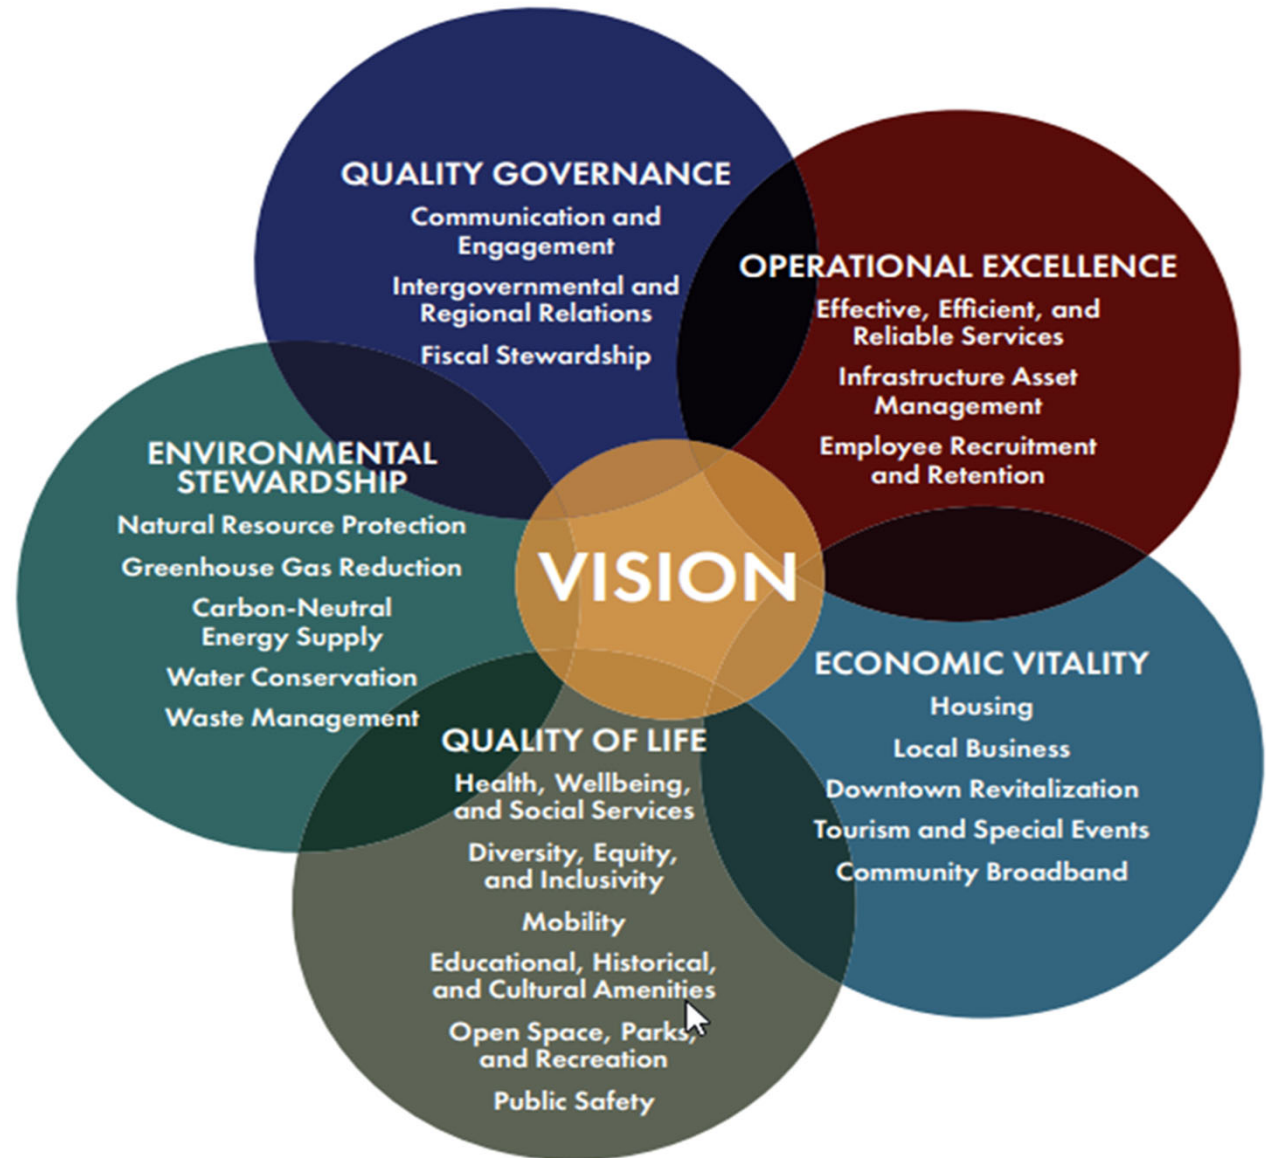 QUALITY GOVERNANCE
Communication and
Engagement
Intergovernmental and
Regional Relations
Fiscal Stewardship
OPERATIONAL EXCELLENCE
Effective, Efficient, and
Reliable Services
Infrastructure Asset
Management
Employee Recruitment
and Retention
ENVIRONMENTAL
STEWARDSHIP
Natural Resource Protection
Greenhouse Gas Reduction
Carbon-Neutral
Energy Supply
Water Conservation
Waste Management
VISION
ECONOMIC VITALITY
Housing
Local Business
Downtown Revitalization
Tourism and Special Events
Community Broadband
QUALITY OF LIFE
Health, Wellbeing,
and Social Services
Diversity, Equity,
and Inclusivity
Mobility
Educational, Historical,
and Cultural Amenities
Open Space, Parks,
and Recreation
Public Safety